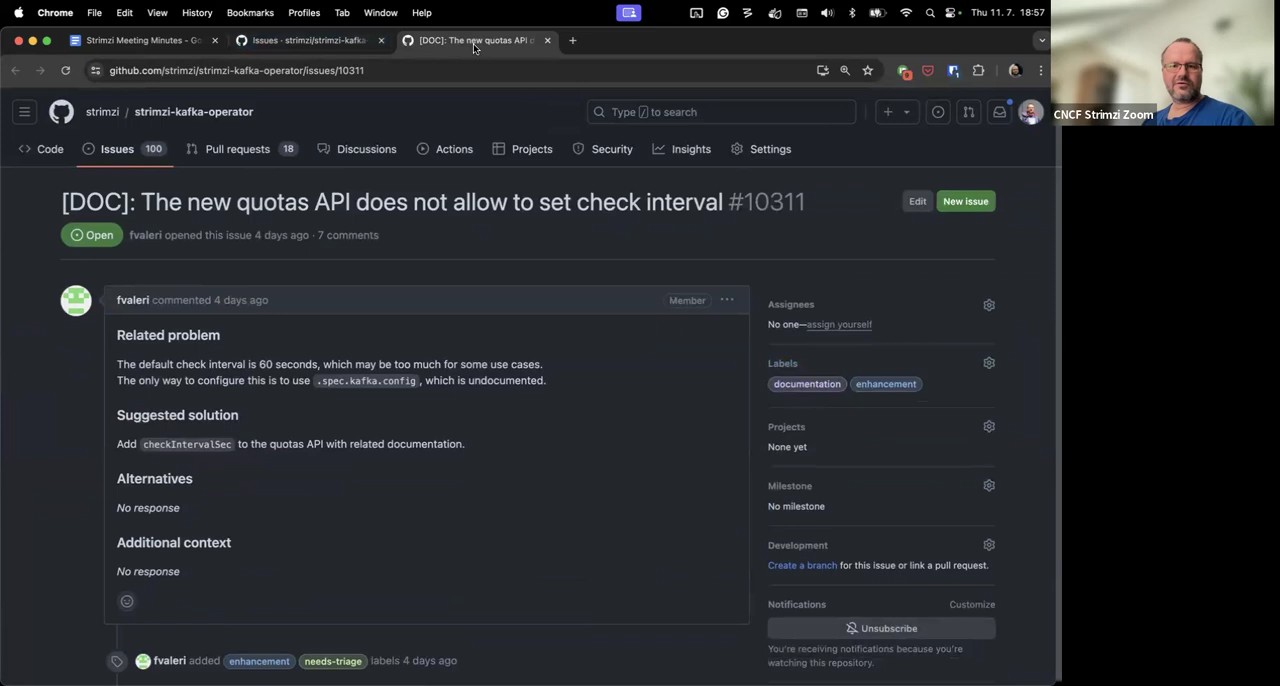 Chrome File Edit View History Bookmarks Profiles Tab Window Help Thu 11. 7. 18:57
Strimzi Meeting Minutes - Go
Issues · strimzi/strimzi-kafka-
[DOC]: The new quotas API d
github.com/strimzi/strimzi-kafka-operator/issues/10311
CNCF Strimzi Zoom
strimzi / strimzi-kafka-operator
Type / to search
Code Issues 100 Pull requests 18 Discussions Actions Projects Security Insights Settings
[DOC]: The new quotas API does not allow to set check interval #10311
Edit New issue
Open fvaleri opened this issue 4 days ago · 7 comments
fvaleri commented 4 days ago Member ...
Related problem
The default check interval is 60 seconds, which may be too much for some use cases.
The only way to configure this is to use .spec.kafka.config, which is undocumented.
Suggested solution
Add checkIntervalSec to the quotas API with related documentation.
Alternatives
No response
Additional context
No response
fvaleri added enhancement needs-triage labels 4 days ago
Assignees
No one—assign yourself
Labels
documentation enhancement
Projects
None yet
Milestone
No milestone
Development
Create a branch for this issue or link a pull request.
Notifications Customize
Unsubscribe
You're receiving notifications because you're
watching this repository.